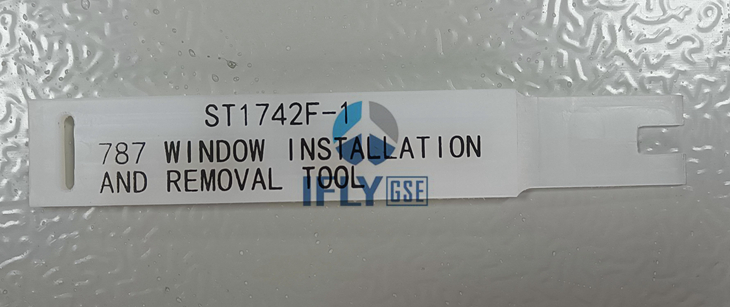 ST1742F-1
787 WINDOW INSTALLATION
AND REMOVAL TOOL
IFLY GSE